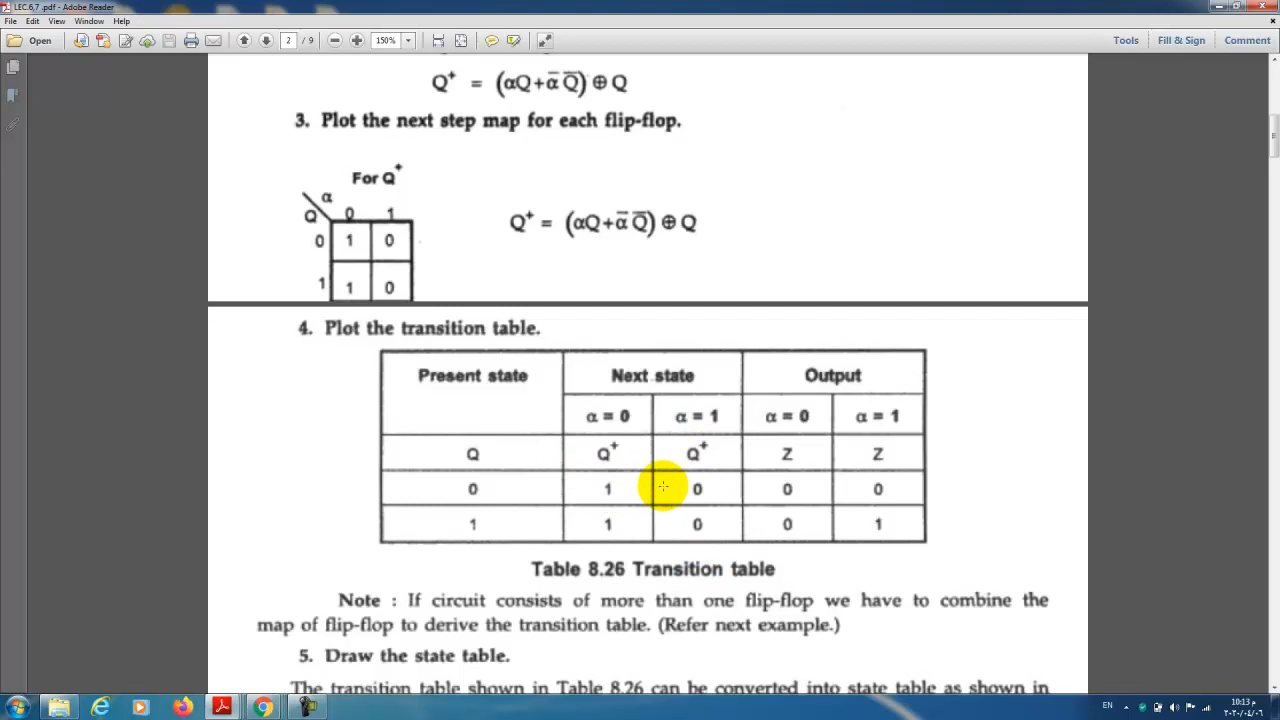 LEC.6,7 .pdf - Adobe Reader
File Edit View Window Help
Open 2 / 9 150% Tools Fill & Sign Comment
Q⁺ = (αQ+α̅ Q̅) ⊕ Q
3. Plot the next step map for each flip-flop.
For Q⁺
α
Q 0 1
0 1 0
1 1 0
Q⁺ = (αQ+α̅ Q̅) ⊕ Q
4. Plot the transition table.
Present state Next state Output
α = 0 α = 1 α = 0 α = 1
Q Q⁺ Q⁺ Z Z
0 1 0 0 0
1 1 0 0 1
Table 8.26 Transition table
Note : If circuit consists of more than one flip-flop we have to combine the
map of flip-flop to derive the transition table. (Refer next example.)
5. Draw the state table.
The transition table shown in Table 8.26 can be converted into state table as shown in
EN
١٠:١٣ م
٢٠٢٠/٠٤/٠٦